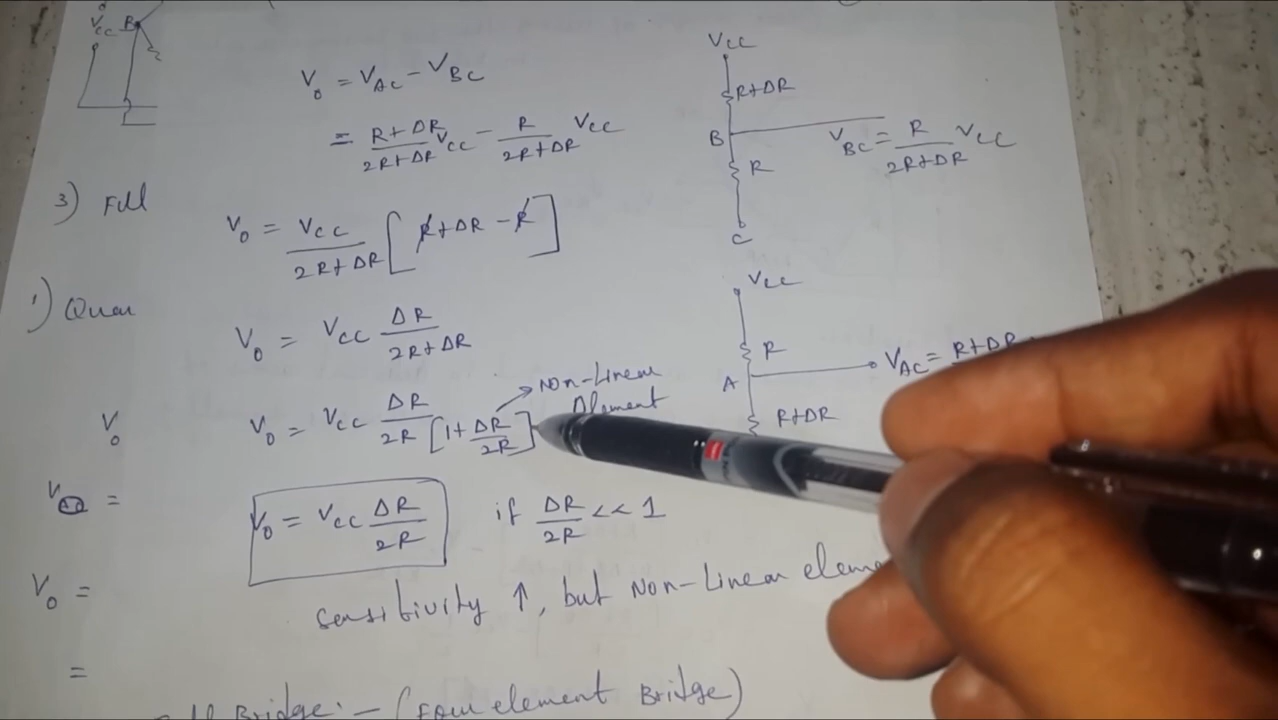 VCC B
V0 = VAC - VBC
= R+ΔR/2R+ΔR VCC - R/2R+ΔR VCC
3) Full
V0 = VCC/2R+ΔR [R+ΔR-R]
1) Quar
V0 = VCC ΔR/2R+ΔR
Non-Linear
Element
V0
V0 = VCC ΔR/2R [1+ΔR/2R]
=
V0 = VCC ΔR/2R if ΔR/2R << 1
V0 =
Sensitivity ↑, but Non-Linear elem
=
Bridge:- (Four element Bridge)
VCC
R+ΔR
B
VBC = R/2R+ΔR VCC
R
C
VCC
R
A
VAC = R+ΔR
R+ΔR